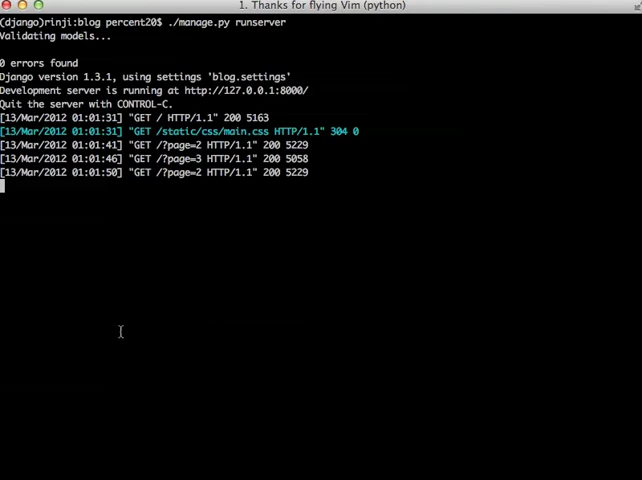 1. Thanks for flying Vim (python)
(django)rinji:blog percent20$ ./manage.py runserver
Validating models...
0 errors found
Django version 1.3.1, using settings 'blog.settings'
Development server is running at http://127.0.0.1:8000/
Quit the server with CONTROL-C.
[13/Mar/2012 01:01:31] "GET / HTTP/1.1" 200 5163
[13/Mar/2012 01:01:31] "GET /static/css/main.css HTTP/1.1" 304 0
[13/Mar/2012 01:01:41] "GET /?page=2 HTTP/1.1" 200 5229
[13/Mar/2012 01:01:46] "GET /?page=3 HTTP/1.1" 200 5058
[13/Mar/2012 01:01:50] "GET /?page=2 HTTP/1.1" 200 5229